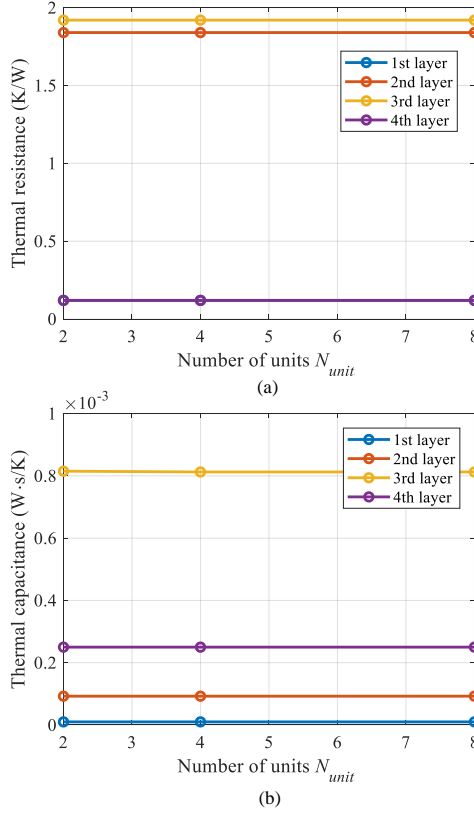 2
1.5
1
0.5
0
Thermal resistance (K/W)
1st layer
2nd layer
3rd layer
4th layer
2 3 4 5 6 7 8
Number of units N_unit
(a)
×10⁻³
1
0.8
0.6
0.4
0.2
0
Thermal capacitance (W·s/K)
1st layer
2nd layer
3rd layer
4th layer
2 3 4 5 6 7 8
Number of units N_unit
(b)